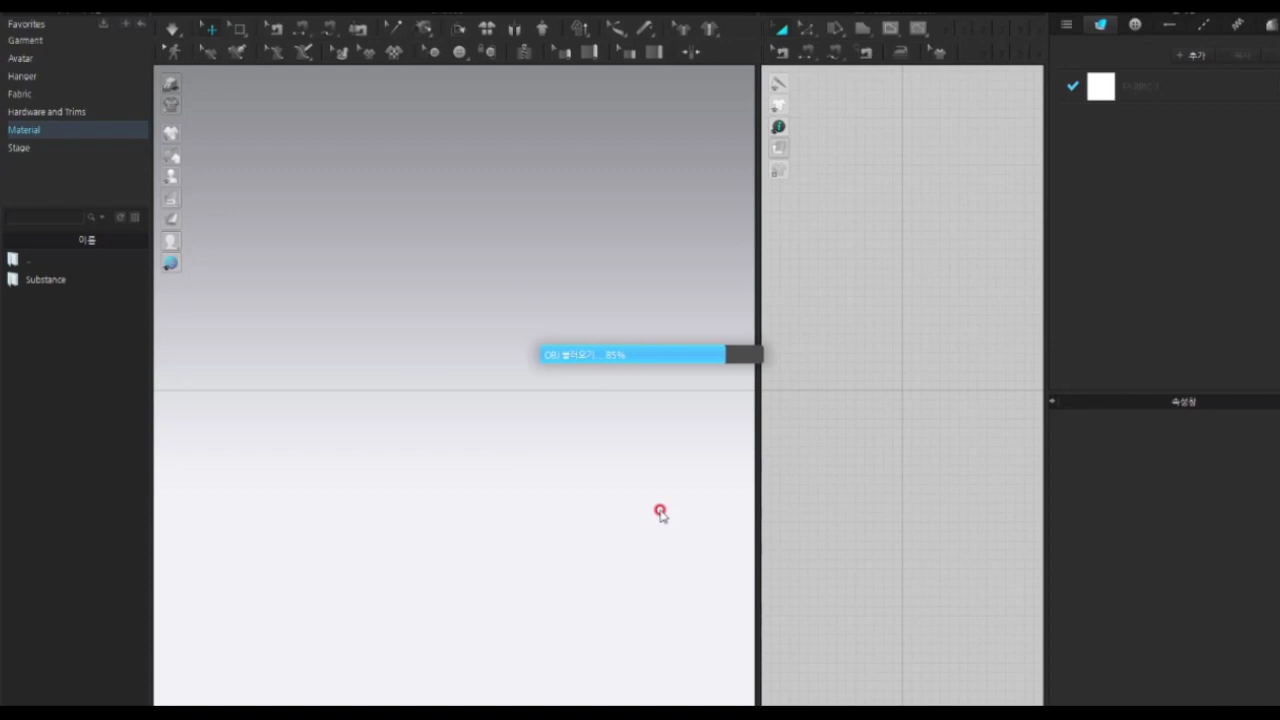 Favorites
Garment
Avatar
Hanger
Fabric
Hardware and Trims
Material
Stage
이름
..
Substance
OBJ 불러오기....85%
+ 추가
속성창